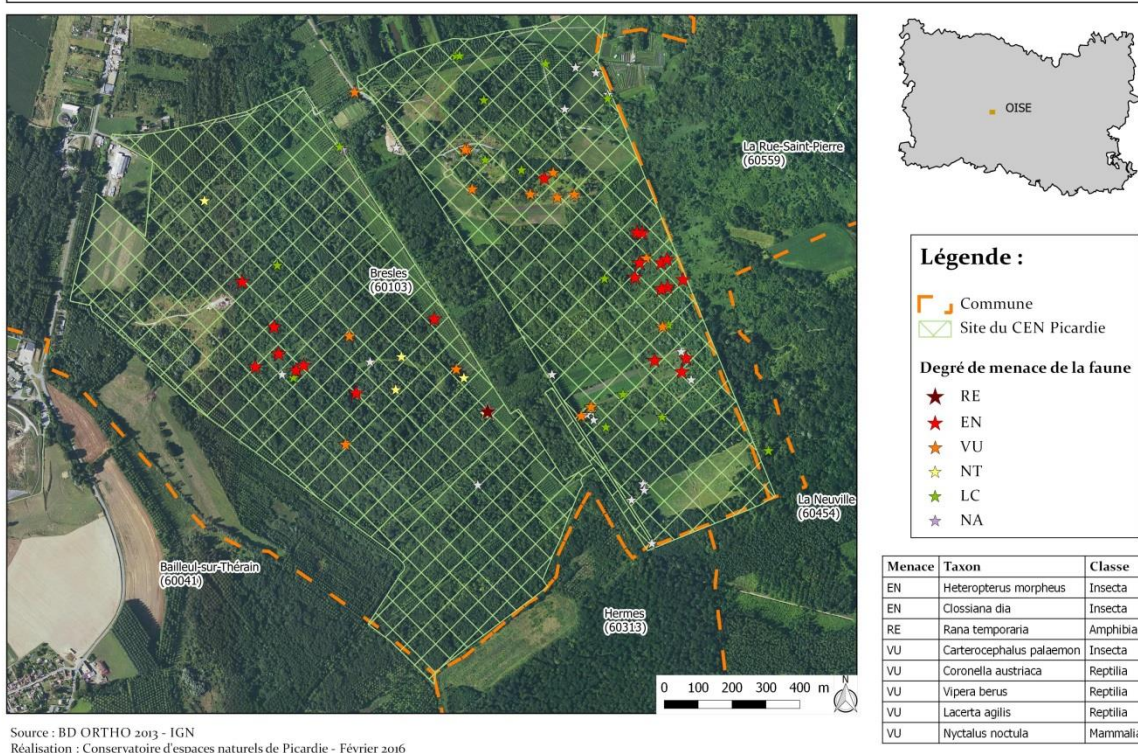 La Rue-Saint-Pierre
(60559)
Bresles
(60103)
La Neuville
(60454)
Bailleul-sur-Thérain
(60041)
Hermes
(60313)
0 100 200 300 400 m
N
Source : BD ORTHO 2013 - IGN
Réalisation : Conservatoire d'espaces naturels de Picardie - Février 2016
OISE
Légende :
Commune
Site du CEN Picardie
Degré de menace de la faune
RE
EN
VU
NT
LC
NA
Menace Taxon Classe
EN Heteropterus morpheus Insecta
EN Clossiana dia Insecta
RE Rana temporaria Amphibia
VU Carterocephalus palaemon Insecta
VU Coronella austriaca Reptilia
VU Vipera berus Reptilia
VU Lacerta agilis Reptilia
VU Nyctalus noctula Mammalia